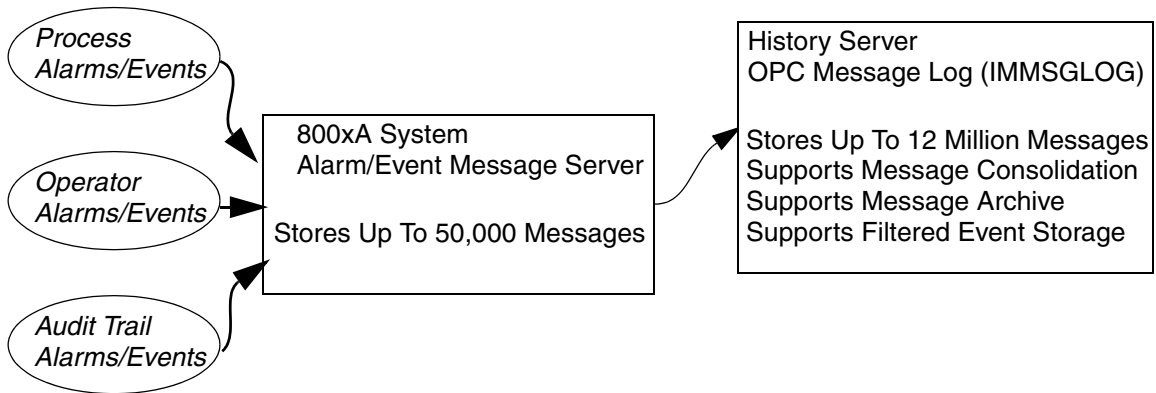 Process
Alarms/Events
Operator
Alarms/Events
Audit Trail
Alarms/Events
800xA System
Alarm/Event Message Server
Stores Up To 50,000 Messages
History Server
OPC Message Log (IMMSGLOG)
Stores Up To 12 Million Messages
Supports Message Consolidation
Supports Message Archive
Supports Filtered Event Storage